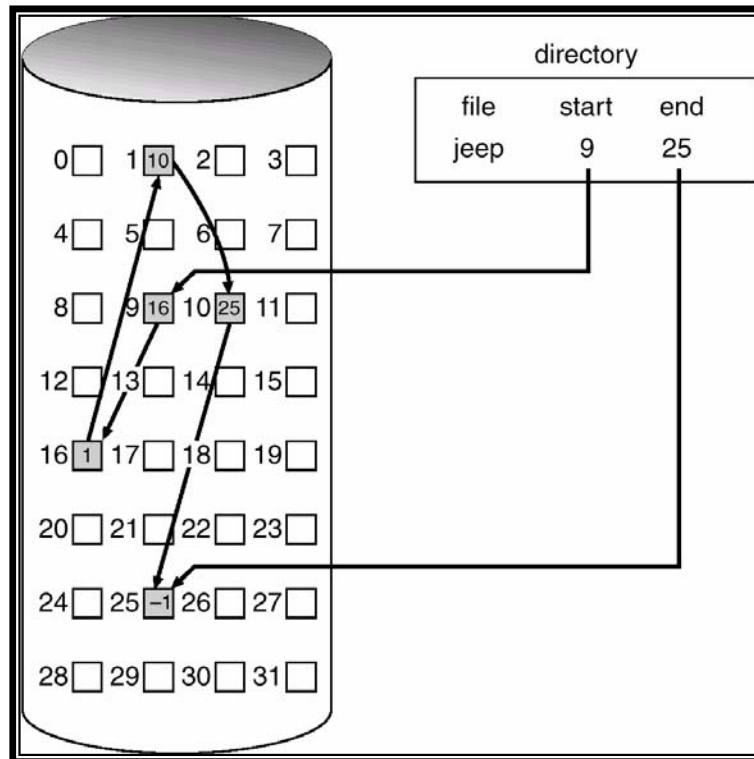 directory
file start end
jeep 9 25
0 1 10 2 3
4 5 6 7
8 9 16 10 25 11
12 13 14 15
16 1 17 18 19
20 21 22 23
24 25 −1 26 27
28 29 30 31